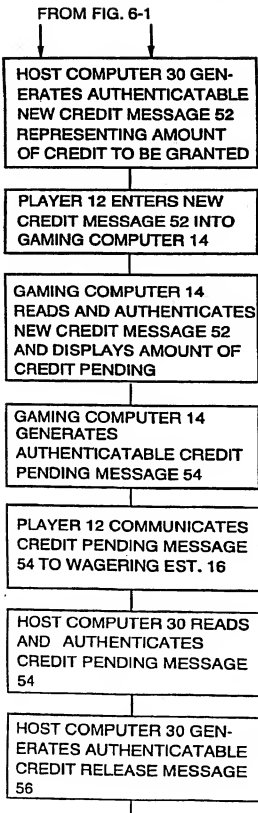 FROM FIG. 6-1
HOST COMPUTER 30 GEN-
ERATES AUTHENTICATABLE
NEW CREDIT MESSAGE 52
REPRESENTING AMOUNT
OF CREDIT TO BE GRANTED
PLAYER 12 ENTERS NEW
CREDIT MESSAGE 52 INTO
GAMING COMPUTER 14
GAMING COMPUTER 14
READS AND AUTHENTICATES
NEW CREDIT MESSAGE 52
AND DISPLAYS AMOUNT OF
CREDIT PENDING
GAMING COMPUTER 14
GENERATES
AUTHENTICATABLE CREDIT
PENDING MESSAGE 54
PLAYER 12 COMMUNICATES
CREDIT PENDING MESSAGE
54 TO WAGERING EST. 16
HOST COMPUTER 30 READS
AND AUTHENTICATES
CREDIT PENDING MESSAGE
54
HOST COMPUTER 30 GEN-
ERATES AUTHENTICATABLE
CREDIT RELEASE MESSAGE
56